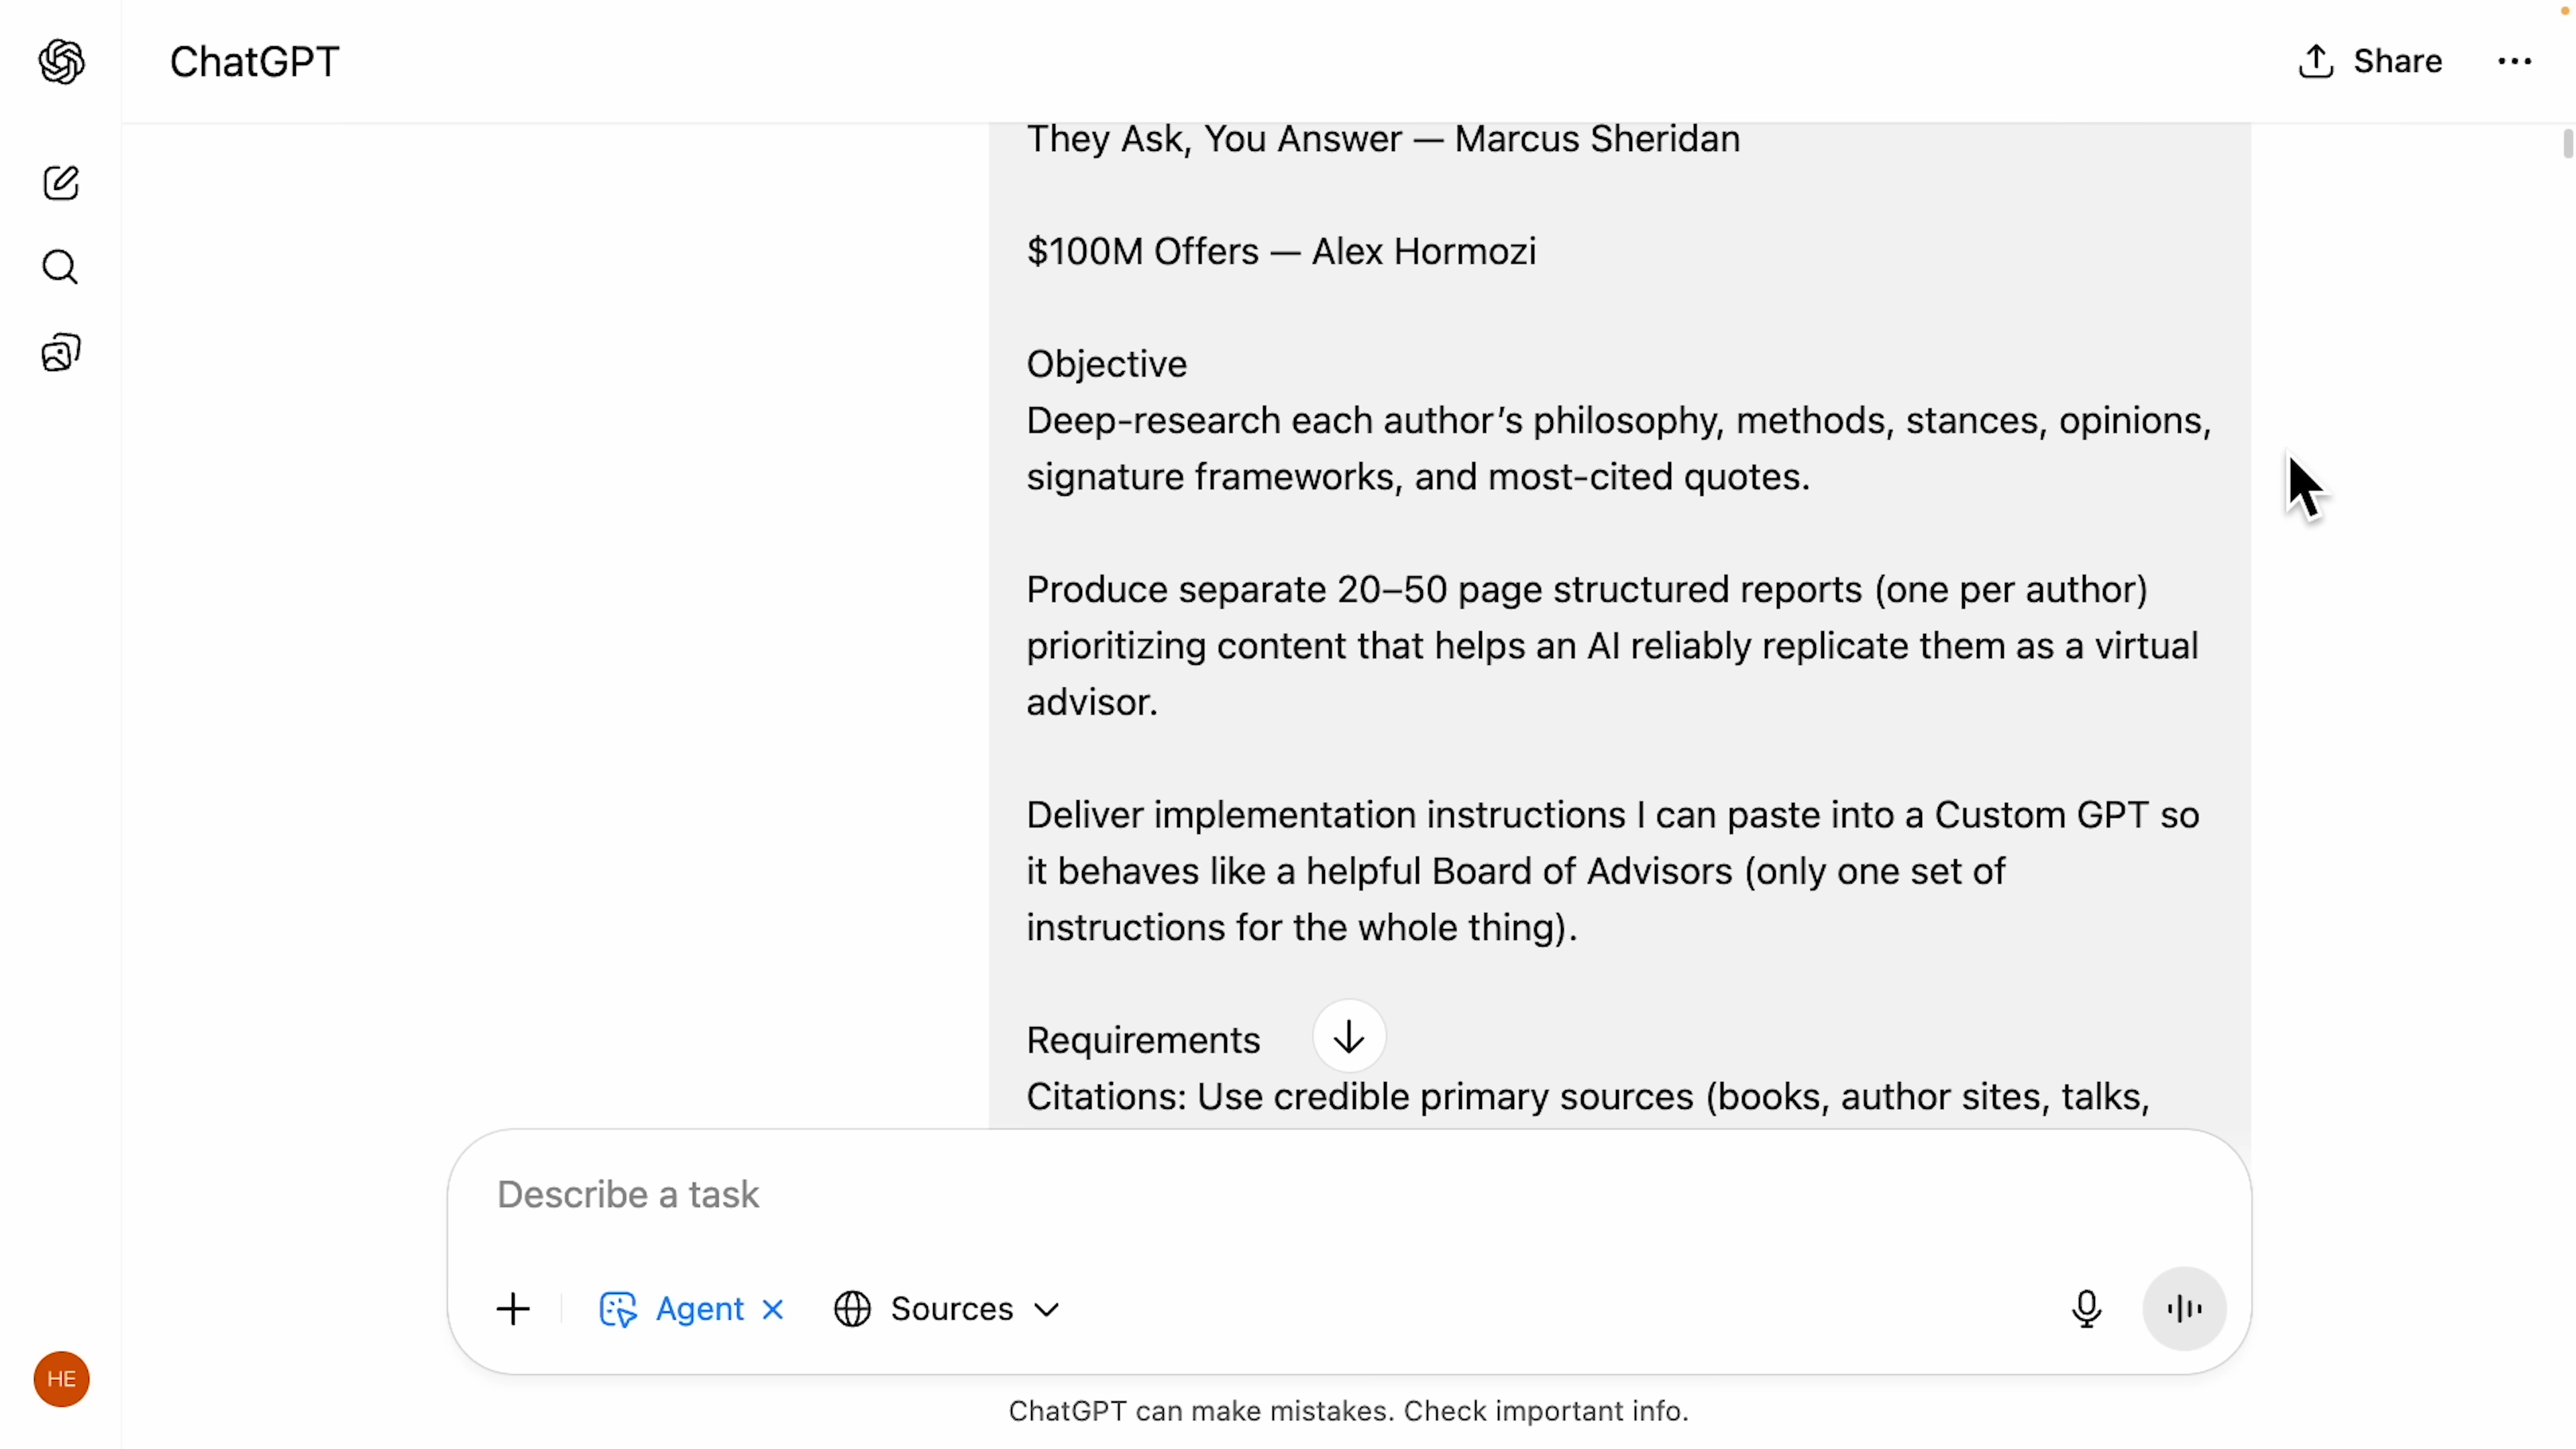 ChatGPT
Share
They Ask, You Answer — Marcus Sheridan
$100M Offers — Alex Hormozi
Objective
Deep-research each author’s philosophy, methods, stances, opinions,
signature frameworks, and most-cited quotes.
Produce separate 20–50 page structured reports (one per author)
prioritizing content that helps an AI reliably replicate them as a virtual
advisor.
Deliver implementation instructions I can paste into a Custom GPT so
it behaves like a helpful Board of Advisors (only one set of
instructions for the whole thing).
Requirements
Citations: Use credible primary sources (books, author sites, talks,
Describe a task
Agent
Sources
HE
ChatGPT can make mistakes. Check important info.